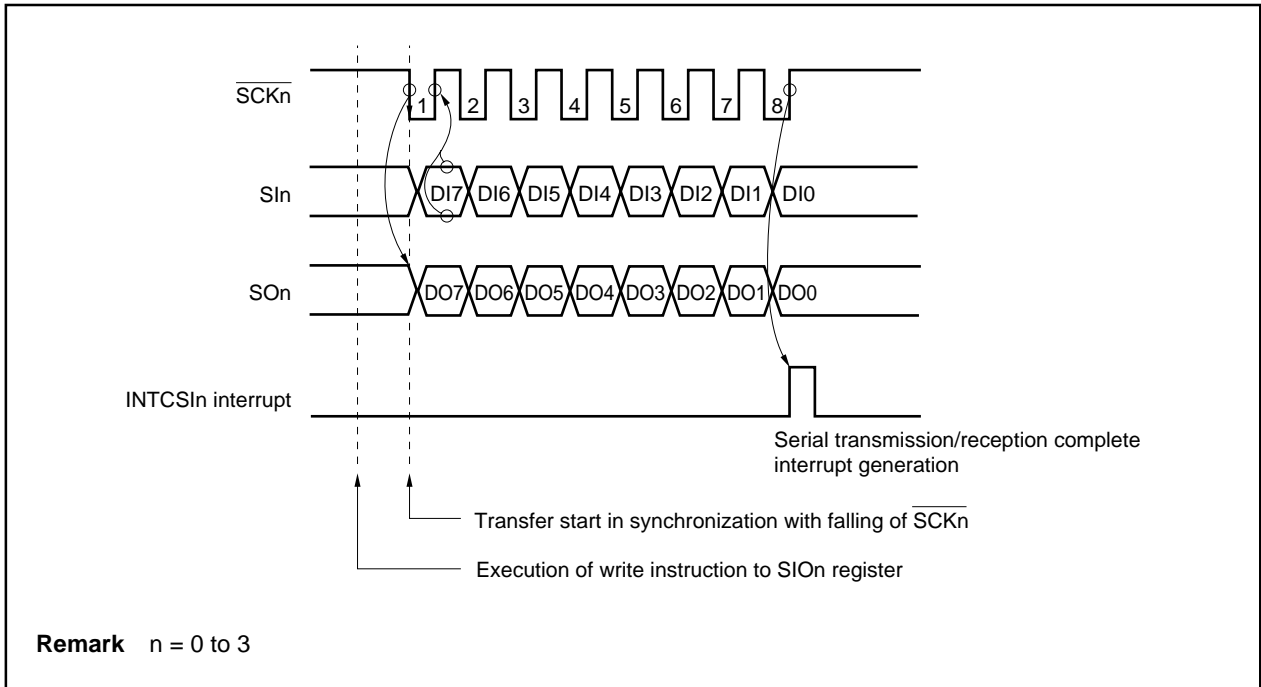 SCKn
1 2 3 4 5 6 7 8
SIn
DI7 DI6 DI5 DI4 DI3 DI2 DI1 DI0
SOn
DO7 DO6 DO5 DO4 DO3 DO2 DO1 DO0
INTCSIn interrupt
Serial transmission/reception complete
interrupt generation
Transfer start in synchronization with falling of SCKn
Execution of write instruction to SIOn register
Remark n = 0 to 3